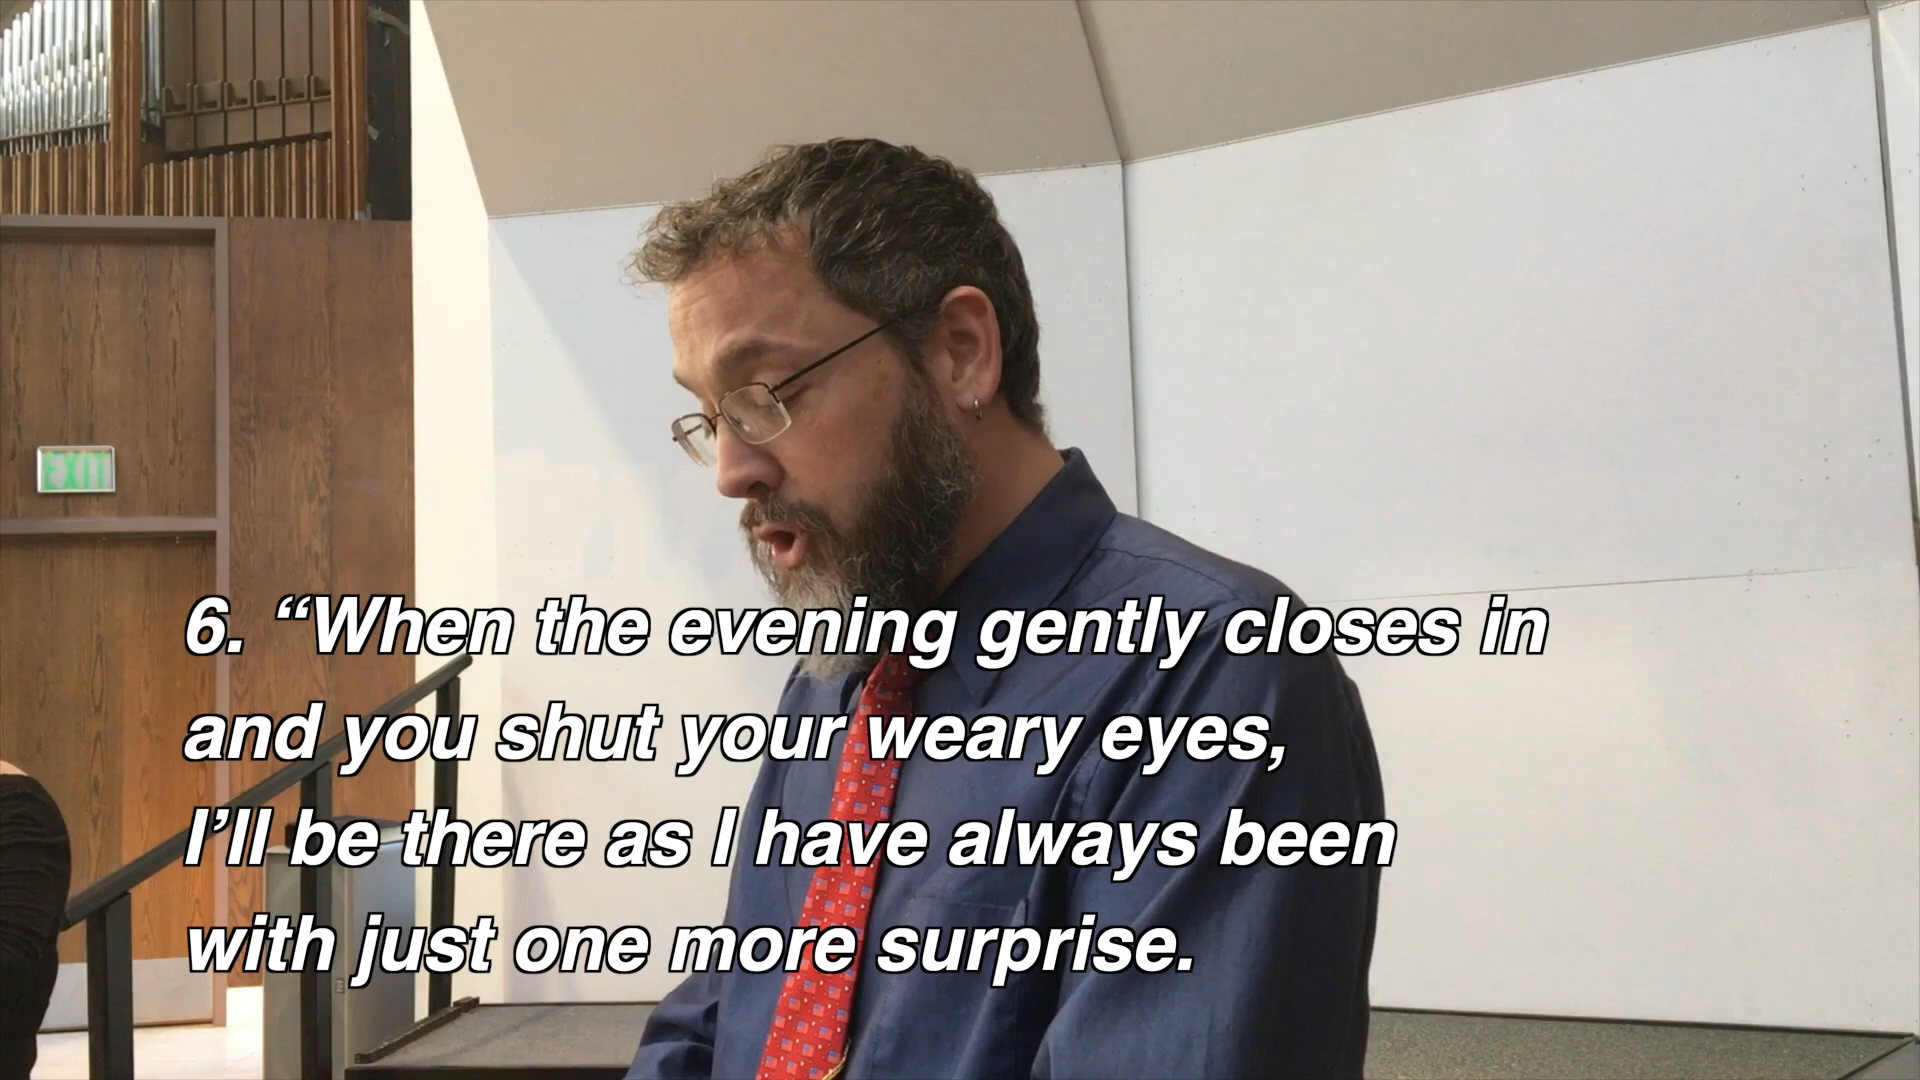 EXIT
6. “When the evening gently closes in
and you shut your weary eyes,
I’ll be there as I have always been
with just one more surprise.